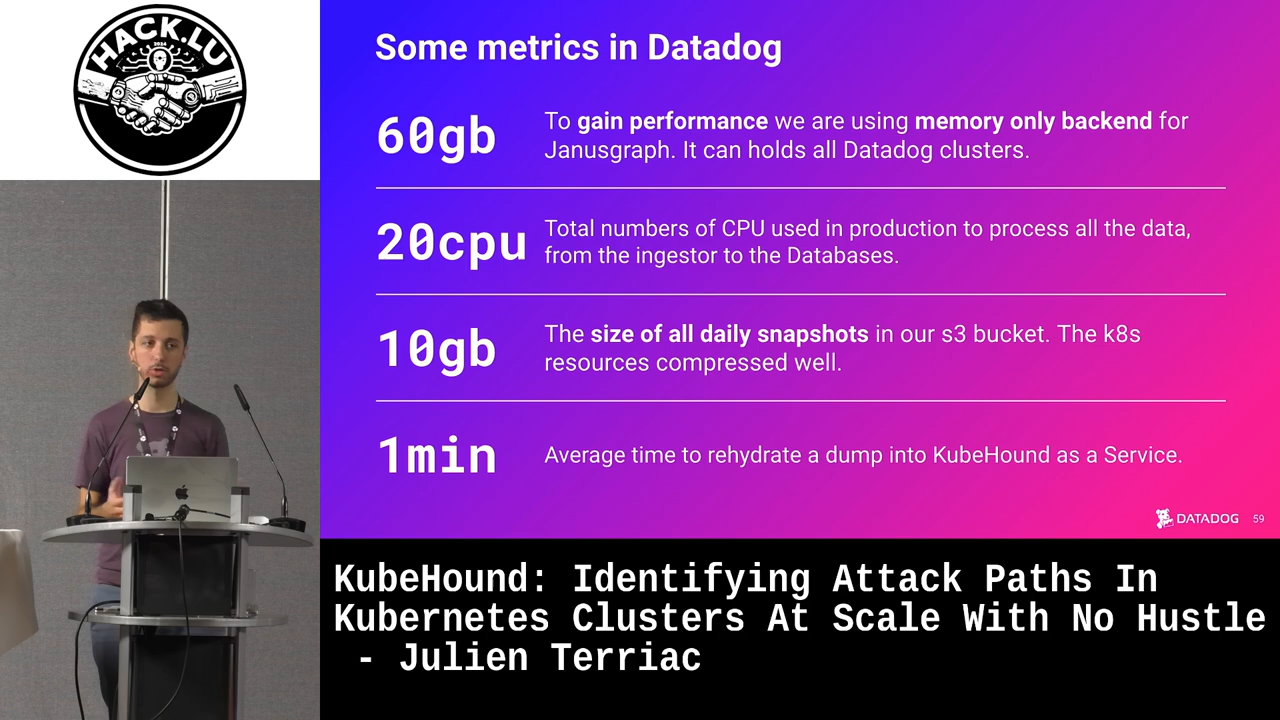 HACK.LU
2024
Some metrics in Datadog
60gb
To gain performance we are using memory only backend for
Janusgraph. It can holds all Datadog clusters.
20cpu
Total numbers of CPU used in production to process all the data,
from the ingestor to the Databases.
10gb
The size of all daily snapshots in our s3 bucket. The k8s
resources compressed well.
1min
Average time to rehydrate a dump into KubeHound as a Service.
DATADOG 59
KubeHound: Identifying Attack Paths In
Kubernetes Clusters At Scale With No Hustle
- Julien Terriac